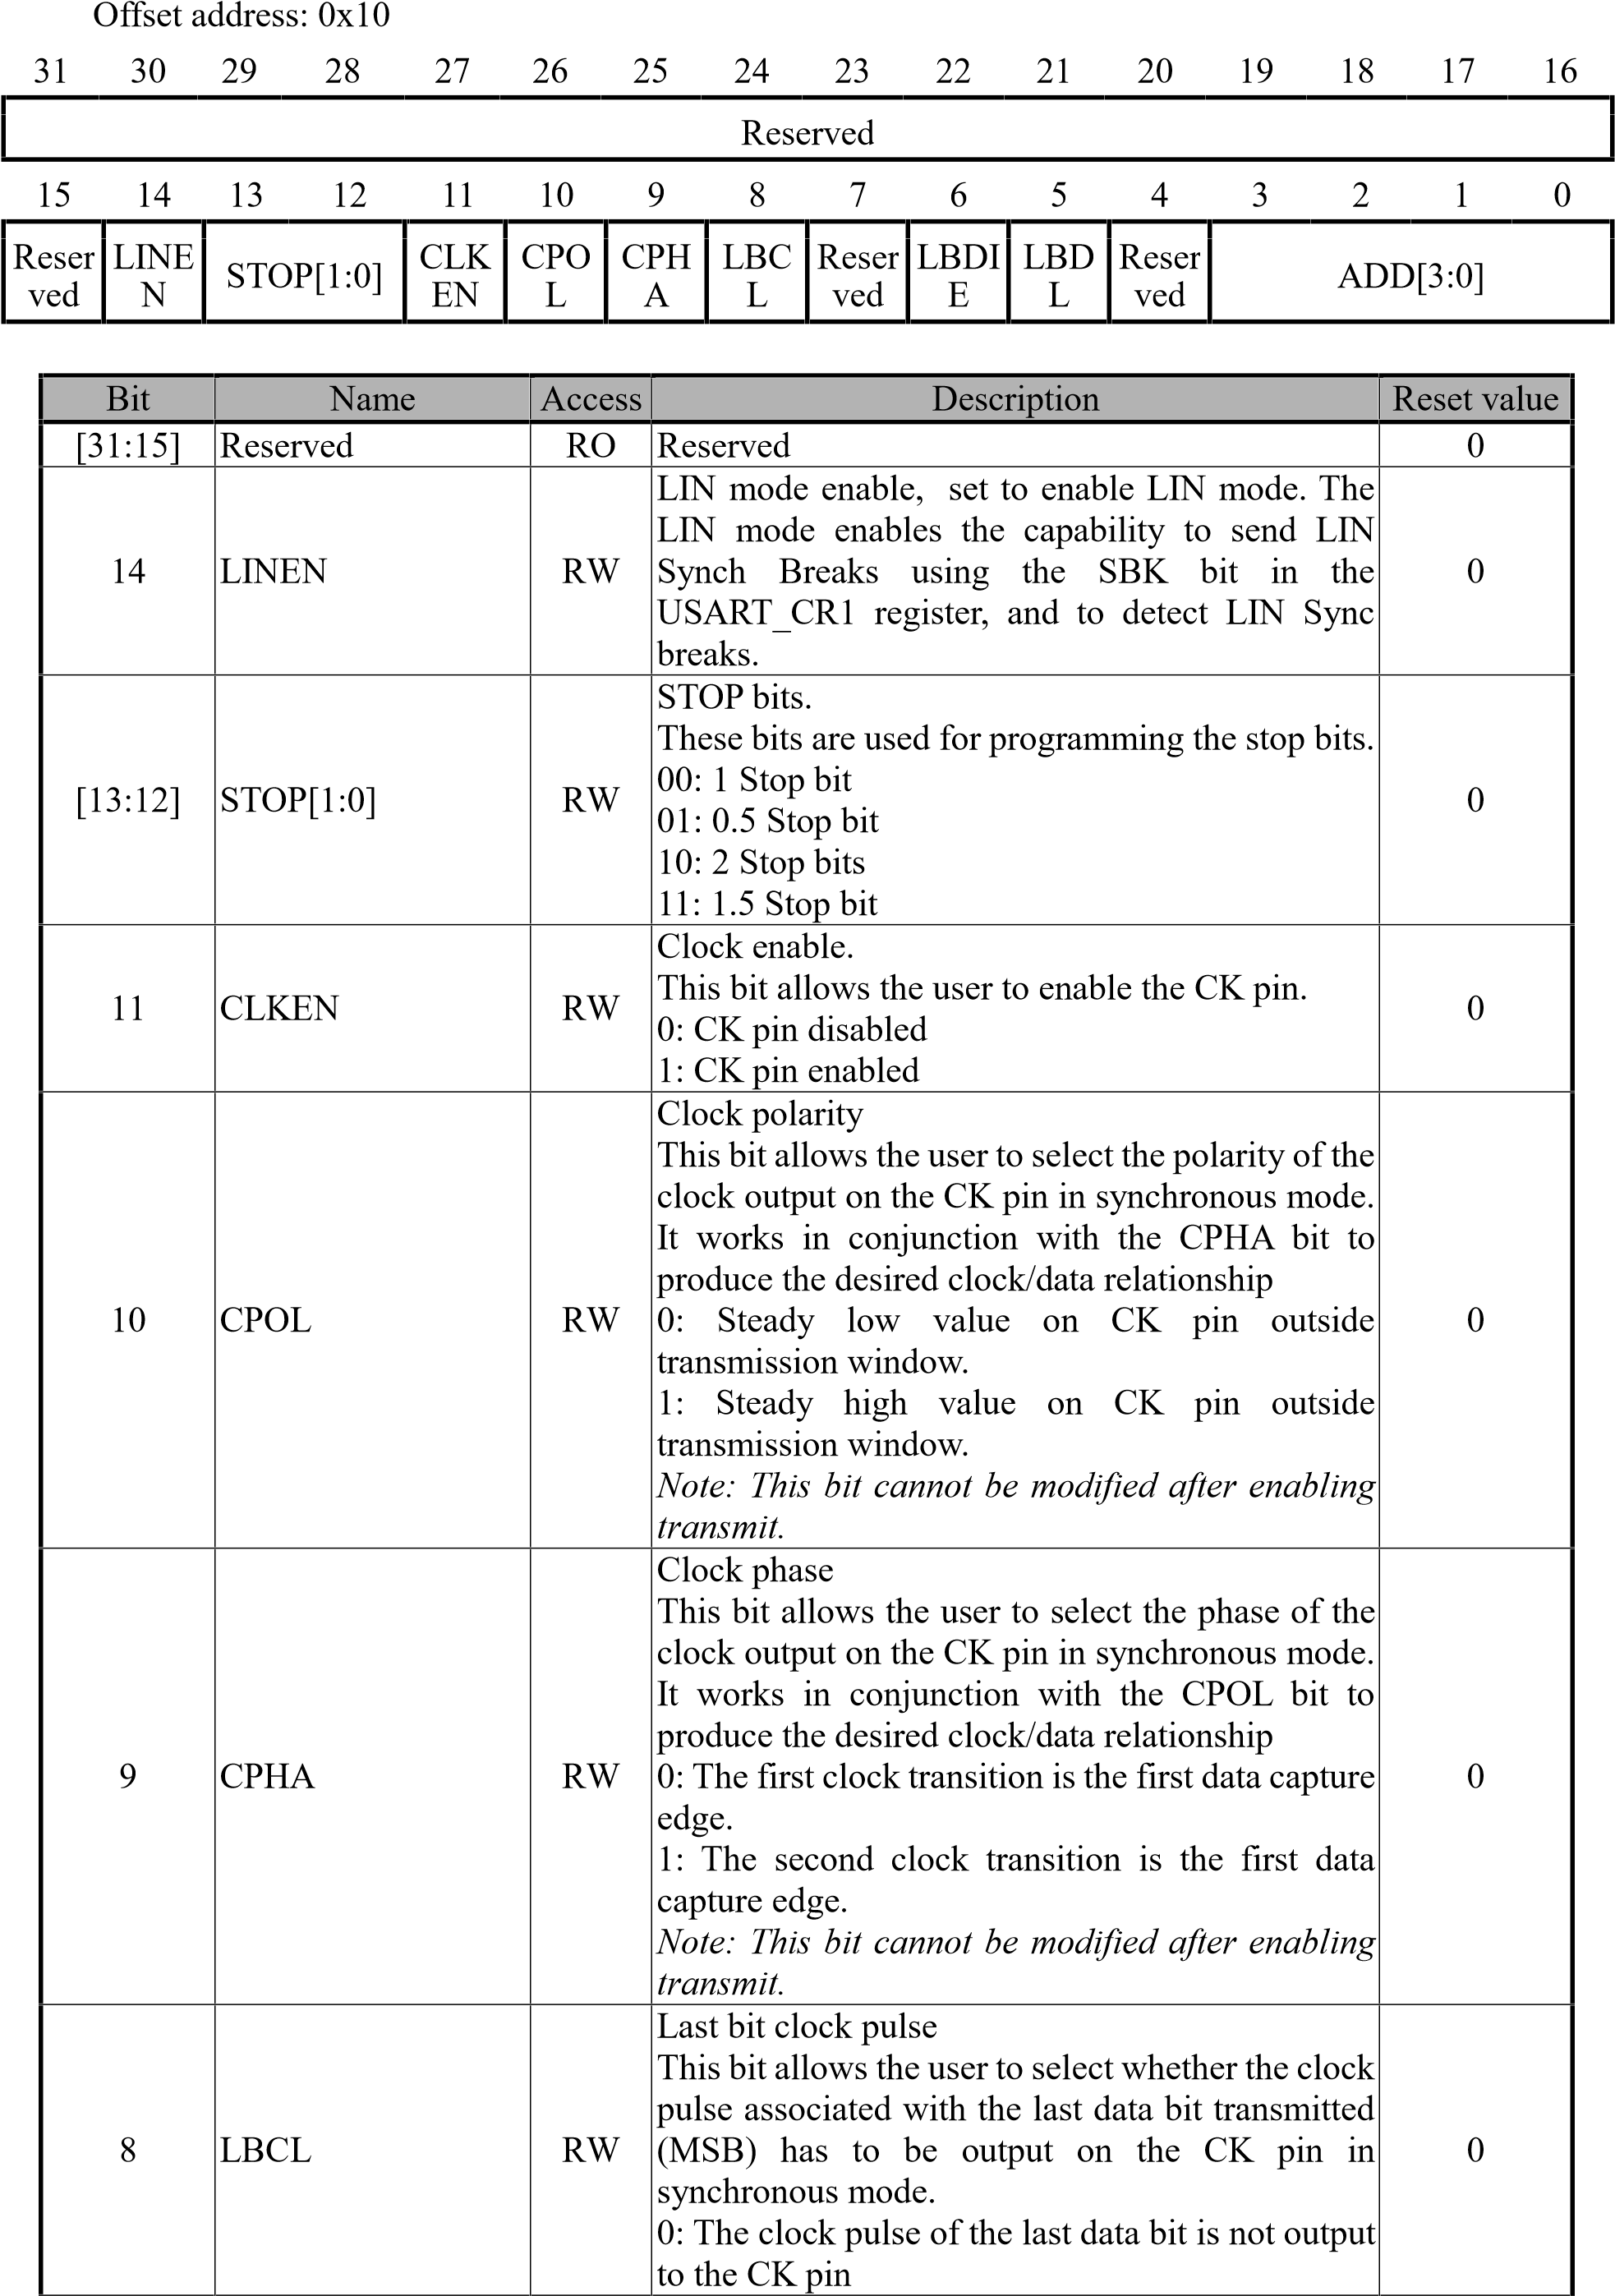 Offset address: 0x10
31 30 29 28 27 26 25 24 23 22 21 20 19 18 17 16
Reserved
15 14 13 12 11 10 9 8 7 6 5 4 3 2 1 0
Reser LINE STOP[1:0] CLK CPO CPH LBC Reser LBDI LBD Reser ADD[3:0]
ved N EN L A L ved E L ved
Bit Name Access Description Reset value
[31:15] Reserved RO Reserved 0
LIN mode enable, set to enable LIN mode. The
LIN mode enables the capability to send LIN
14 LINEN RW Synch Breaks using the SBK bit in the 0
USART_CR1 register, and to detect LIN Sync
breaks.
STOP bits.
These bits are used for programming the stop bits.
00: 1 Stop bit
[13:12] STOP[1:0] RW 01: 0.5 Stop bit 0
10: 2 Stop bits
11: 1.5 Stop bit
Clock enable.
This bit allows the user to enable the CK pin.
11 CLKEN RW 0: CK pin disabled 0
1: CK pin enabled
Clock polarity
This bit allows the user to select the polarity of the
clock output on the CK pin in synchronous mode.
It works in conjunction with the CPHA bit to
produce the desired clock/data relationship
10 CPOL RW 0: Steady low value on CK pin outside 0
transmission window.
1: Steady high value on CK pin outside
transmission window.
Note: This bit cannot be modified after enabling
transmit.
Clock phase
This bit allows the user to select the phase of the
clock output on the CK pin in synchronous mode.
It works in conjunction with the CPOL bit to
produce the desired clock/data relationship
9 CPHA RW 0: The first clock transition is the first data capture 0
edge.
1: The second clock transition is the first data
capture edge.
Note: This bit cannot be modified after enabling
transmit.
Last bit clock pulse
This bit allows the user to select whether the clock
pulse associated with the last data bit transmitted
8 LBCL RW (MSB) has to be output on the CK pin in 0
synchronous mode.
0: The clock pulse of the last data bit is not output
to the CK pin